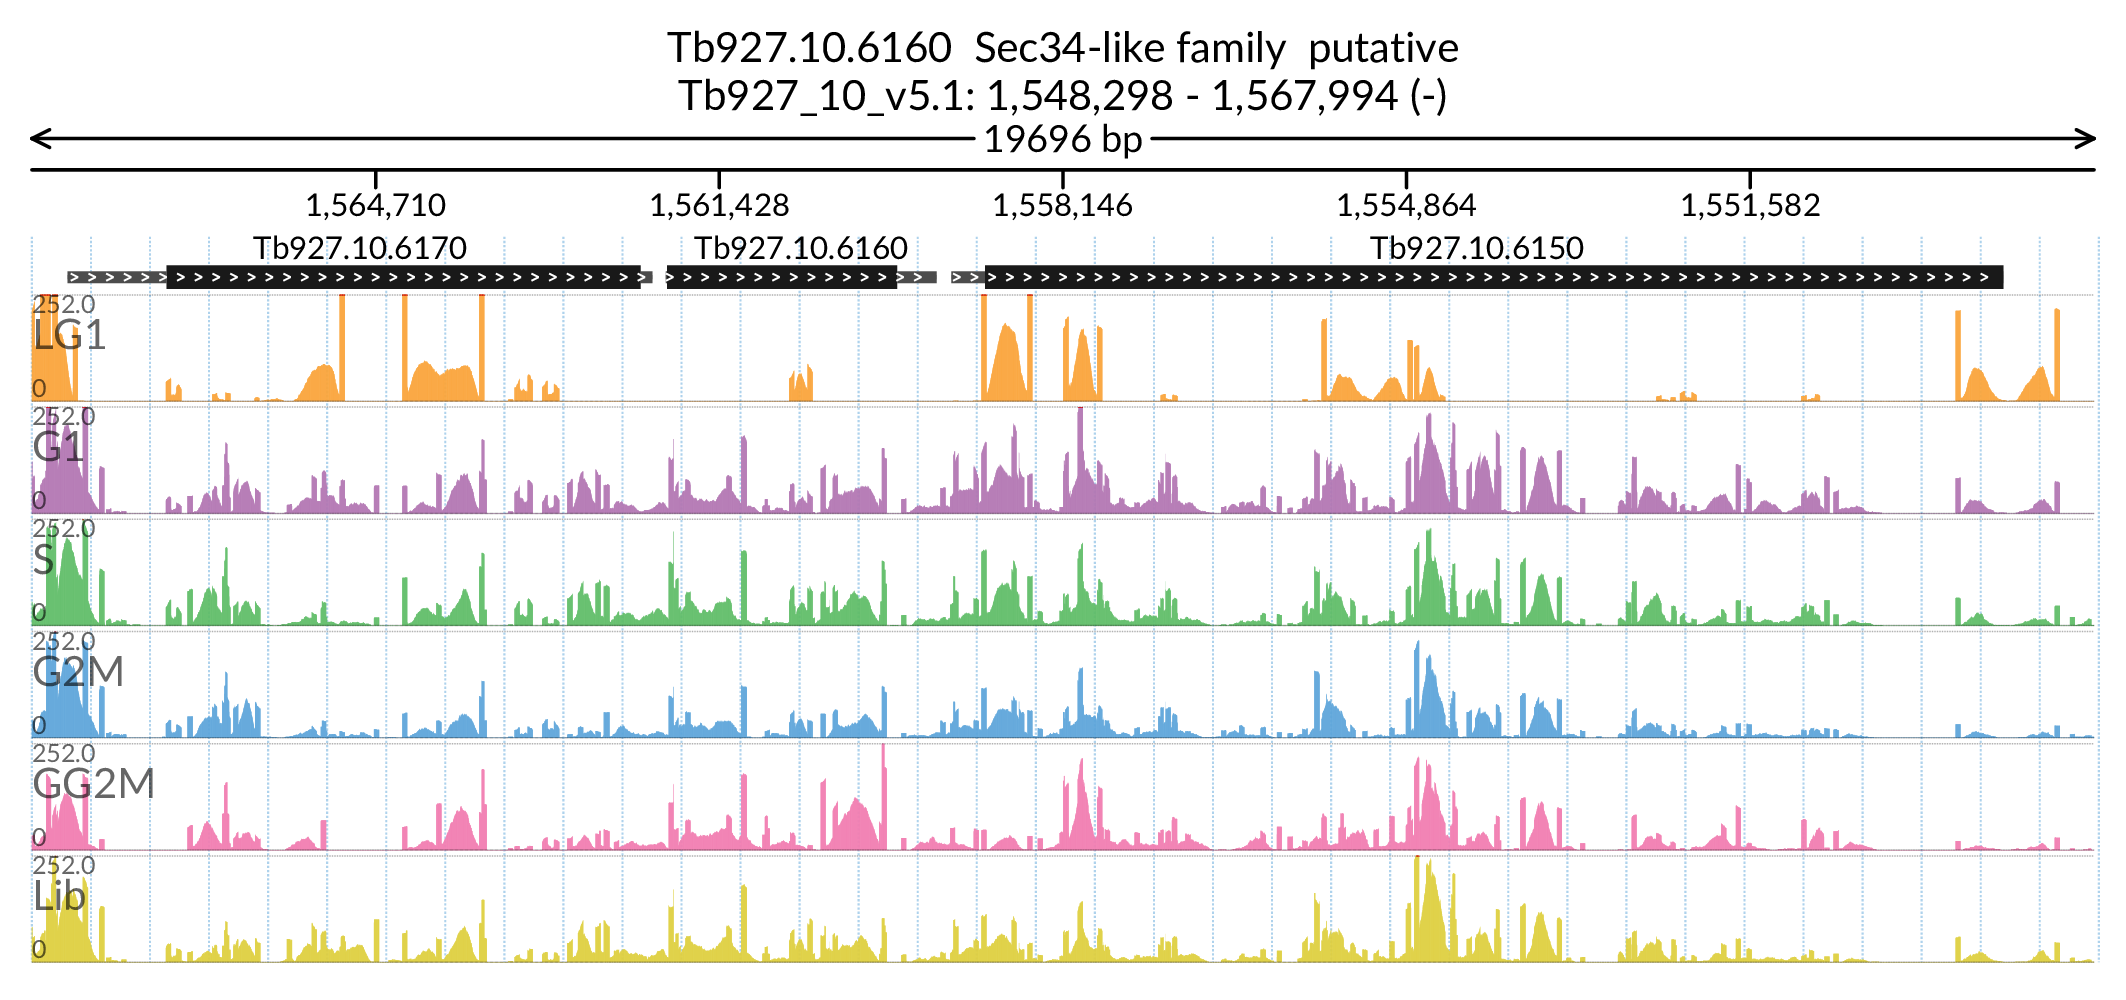 Tb927.10.6160  Sec34-like family  putative
Tb927_10_v5.1: 1,548,298 - 1,567,994 (-)
19696 bp
1,564,710 1,561,428 1,558,146 1,554,864 1,551,582
Tb927.10.6170 Tb927.10.6160 Tb927.10.6150
252.0
LG1
0
252.0
G1
0
252.0
S
0
252.0
G2M
0
252.0
GG2M
0
252.0
Lib
0